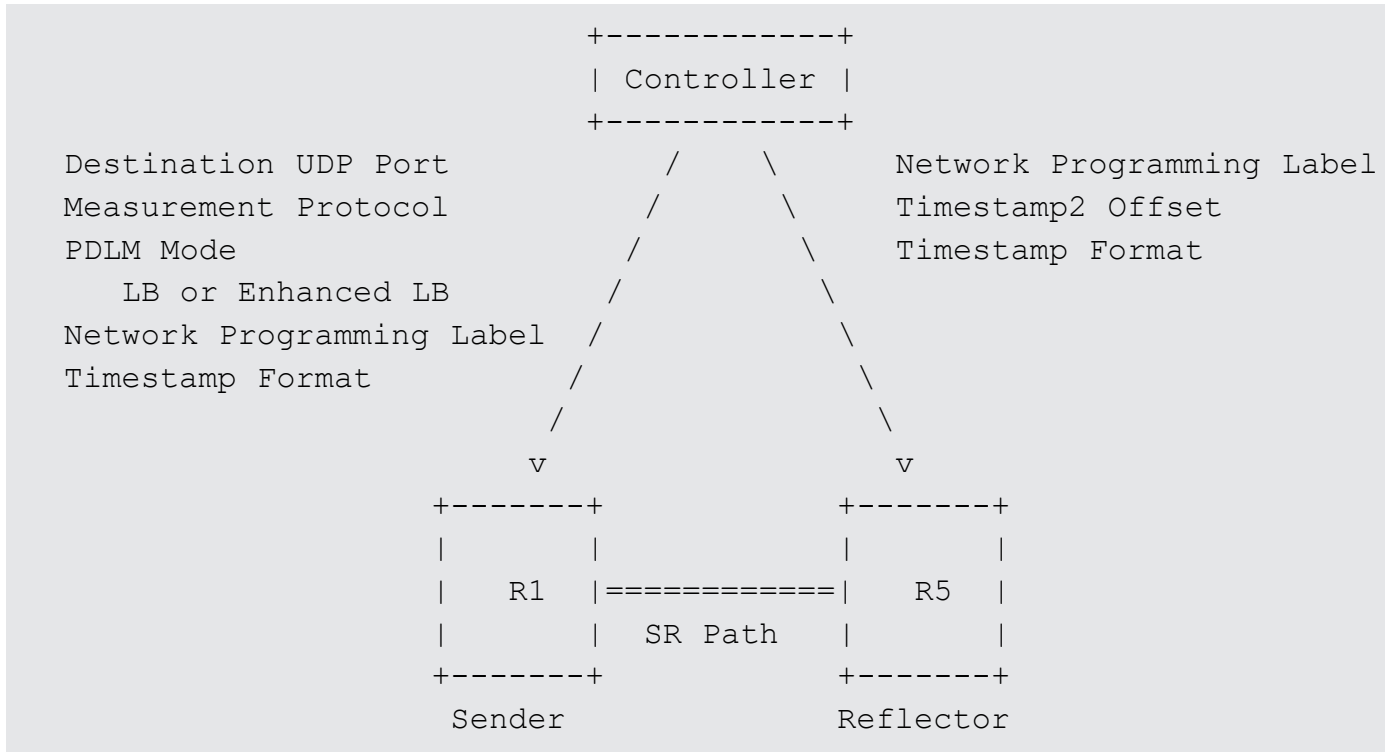 +------------+
| Controller |
+------------+
Destination UDP Port / \ Network Programming Label
Measurement Protocol / \ Timestamp2 Offset
PDLM Mode / \ Timestamp Format
LB or Enhanced LB / \
Network Programming Label / \
Timestamp Format / \
/ \
v v
+-------+ +-------+
| | | |
| R1 |============| R5 |
| | SR Path | |
+-------+ +-------+
Sender Reflector